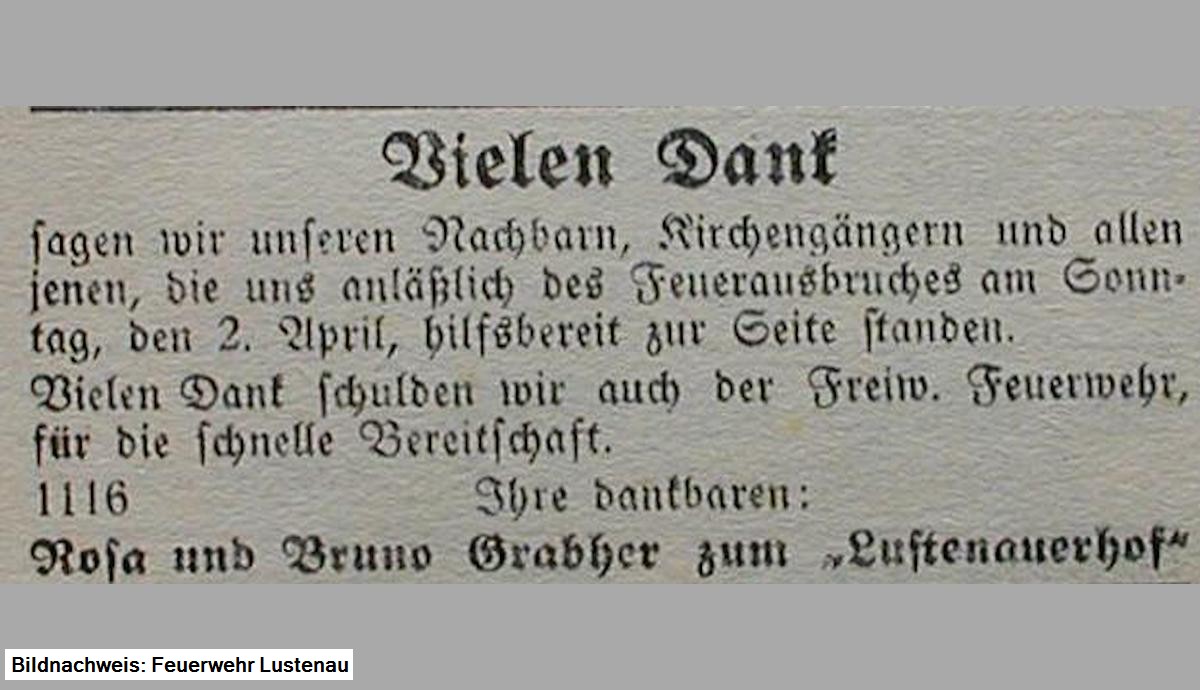 Vielen Dank
sagen wir unseren Nachbarn, Kirchengängern und allen
jenen, die uns anläßlich des Feuerausbruches am Sonn-
tag, den 2. April, hilfsbereit zur Seite standen.
Vielen Dank schulden wir auch der Freiw. Feuerwehr,
für die schnelle Bereitschaft.
1116 Ihre dankbaren:
Rosa und Bruno Grabher zum „Lustenauerhof“
Bildnachweis: Feuerwehr Lustenau